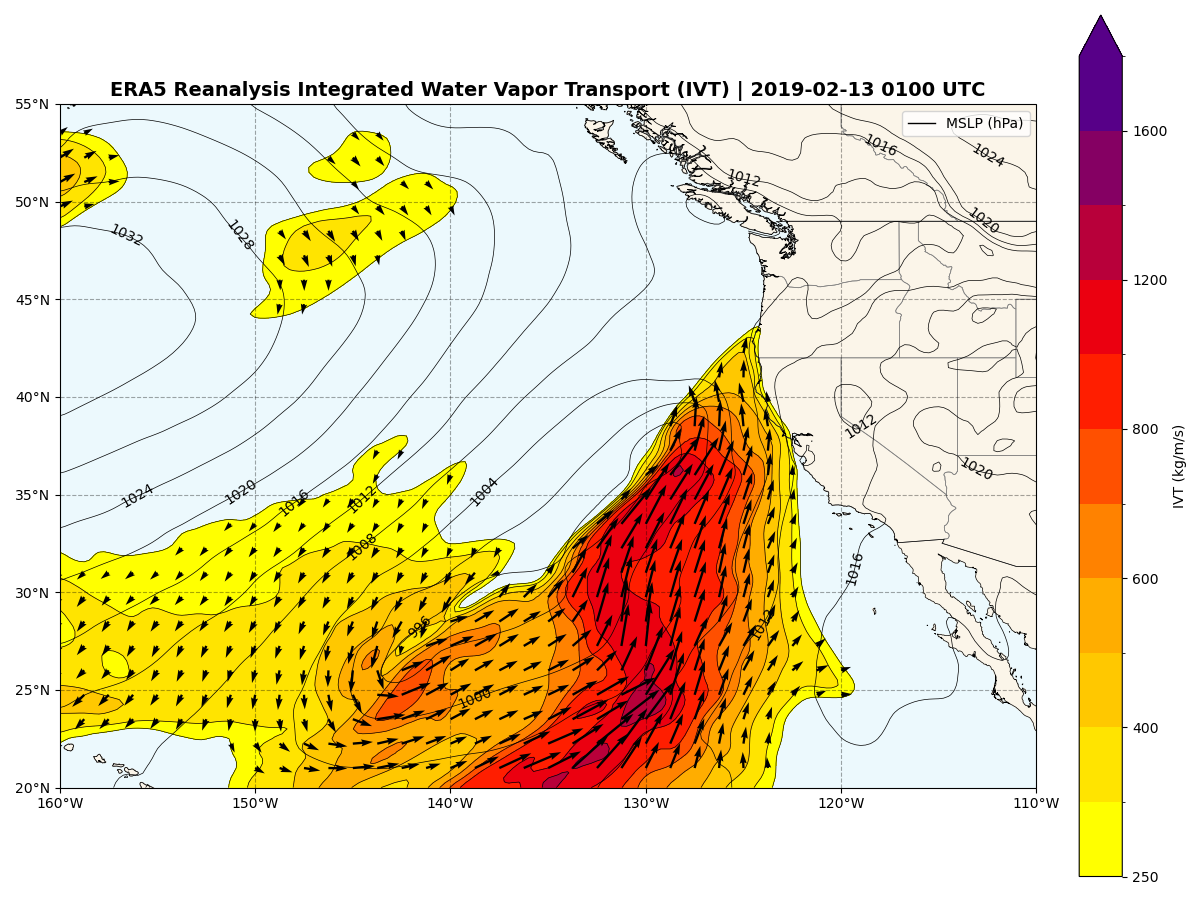 ERA5 Reanalysis Integrated Water Vapor Transport (IVT) | 2019-02-13 0100 UTC
MSLP (hPa)
55°N
50°N
45°N
40°N
35°N
30°N
25°N
20°N
160°W
150°W
140°W
130°W
120°W
110°W
1016
1024
1012
1020
1032
1028
1012
1020
1024
1020
1016
1012
1004
1008
1016
996
1012
1000
1600
1200
800
600
400
250
IVT (kg/m/s)